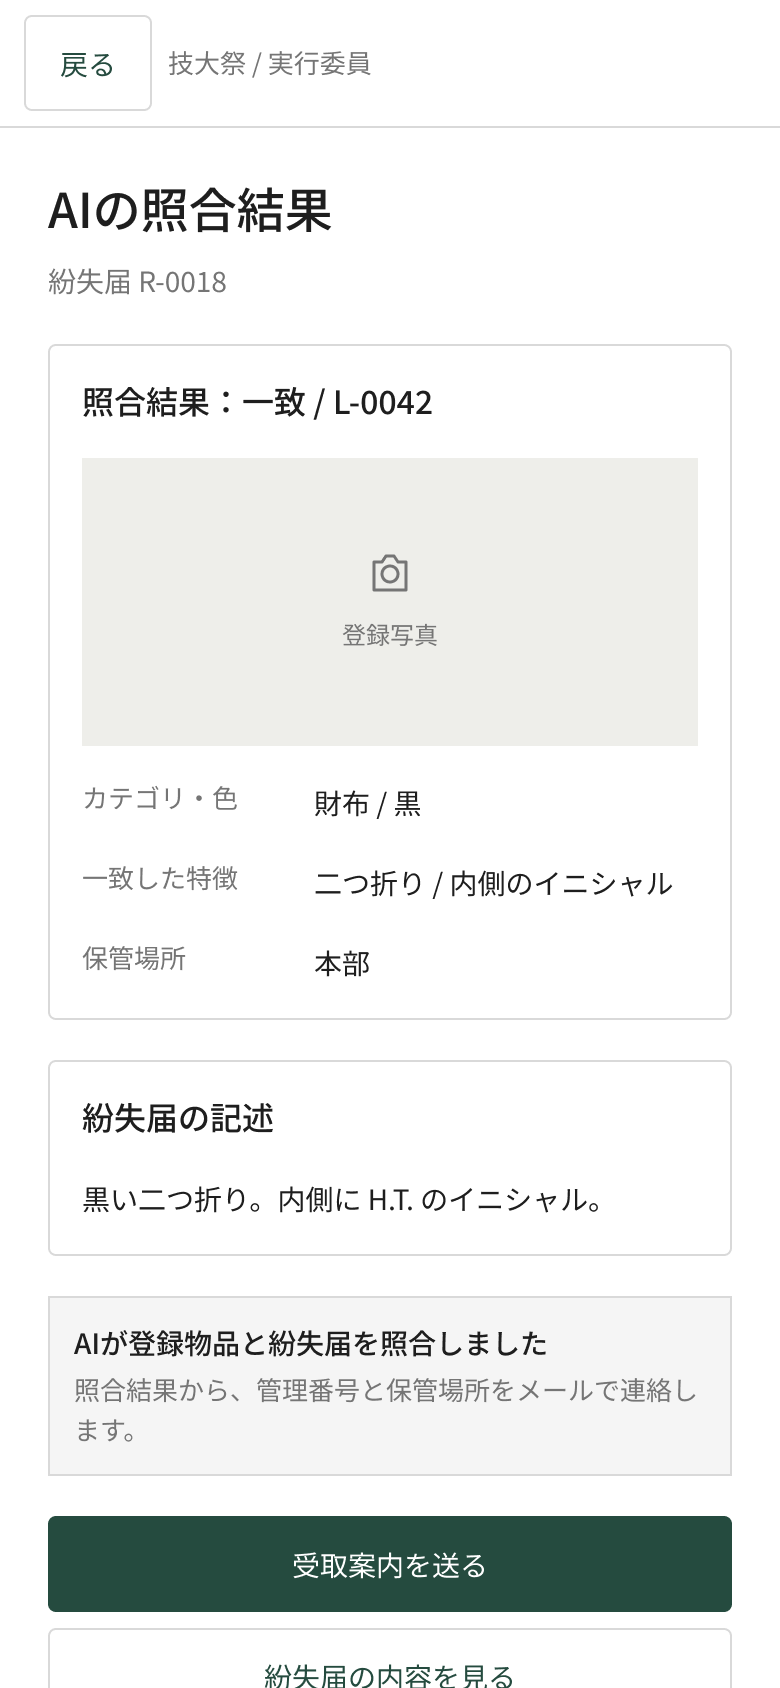 戻る
技大祭 / 実行委員
AIの照合結果
紛失届 R-0018
照合結果：一致 / L-0042
登録写真
カテゴリ・色
財布 / 黒
一致した特徴
二つ折り / 内側のイニシャル
保管場所
本部
紛失届の記述
黒い二つ折り。内側に H.T. のイニシャル。
AIが登録物品と紛失届を照合しました
照合結果から、管理番号と保管場所をメールで連絡し
ます。
受取案内を送る
紛失届の内容を見る